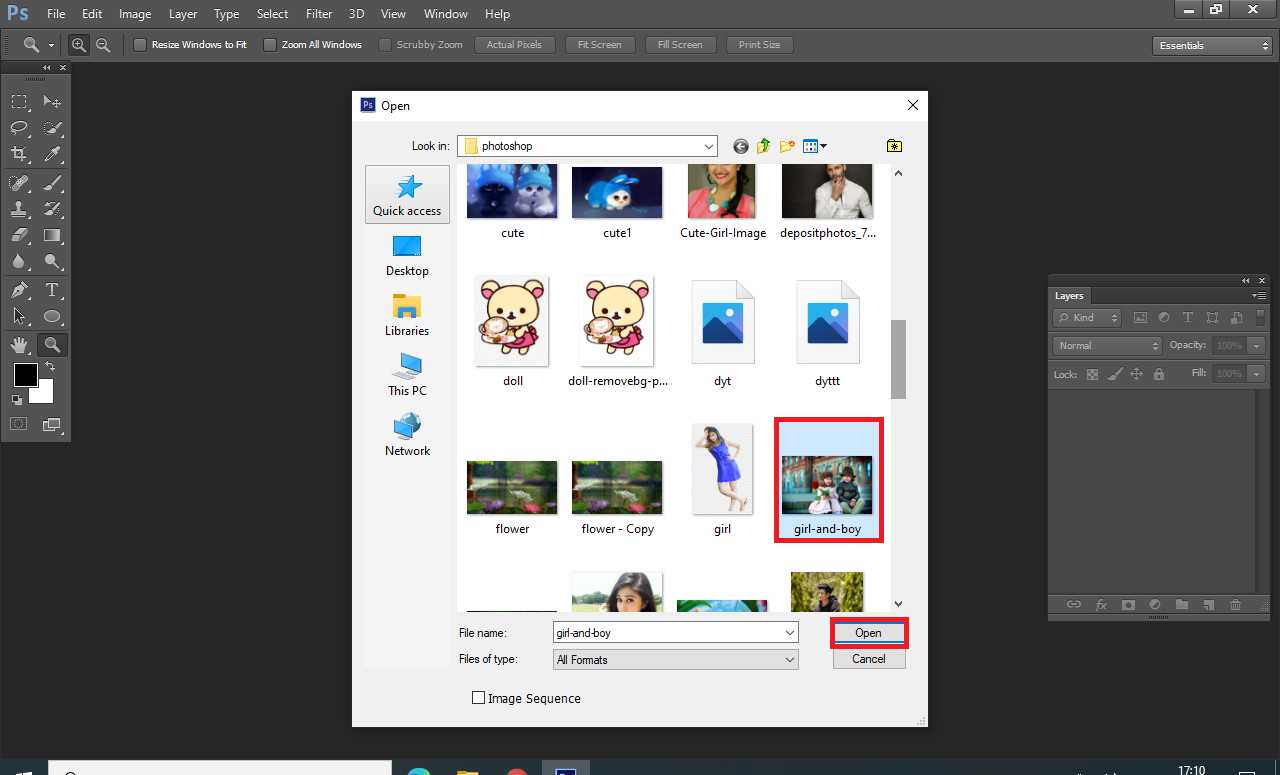 Ps File Edit Image Layer Type Select Filter 3D View Window Help
Resize Windows to Fit Zoom All Windows Scrubby Zoom Actual Pixels Fit Screen Fill Screen Print Size Essentials
Ps Open
Look in: photoshop
Quick access
Desktop
Libraries
This PC
Network
cute cute1 Cute-Girl-Image depositphotos_7...
doll doll-removebg-p... dyt dyttt
flower flower - Copy girl girl-and-boy
File name: girl-and-boy Open
Files of type: All Formats Cancel
Image Sequence
Layers
Kind
Normal Opacity: 100%
Lock: Fill: 100%
fx
17:10